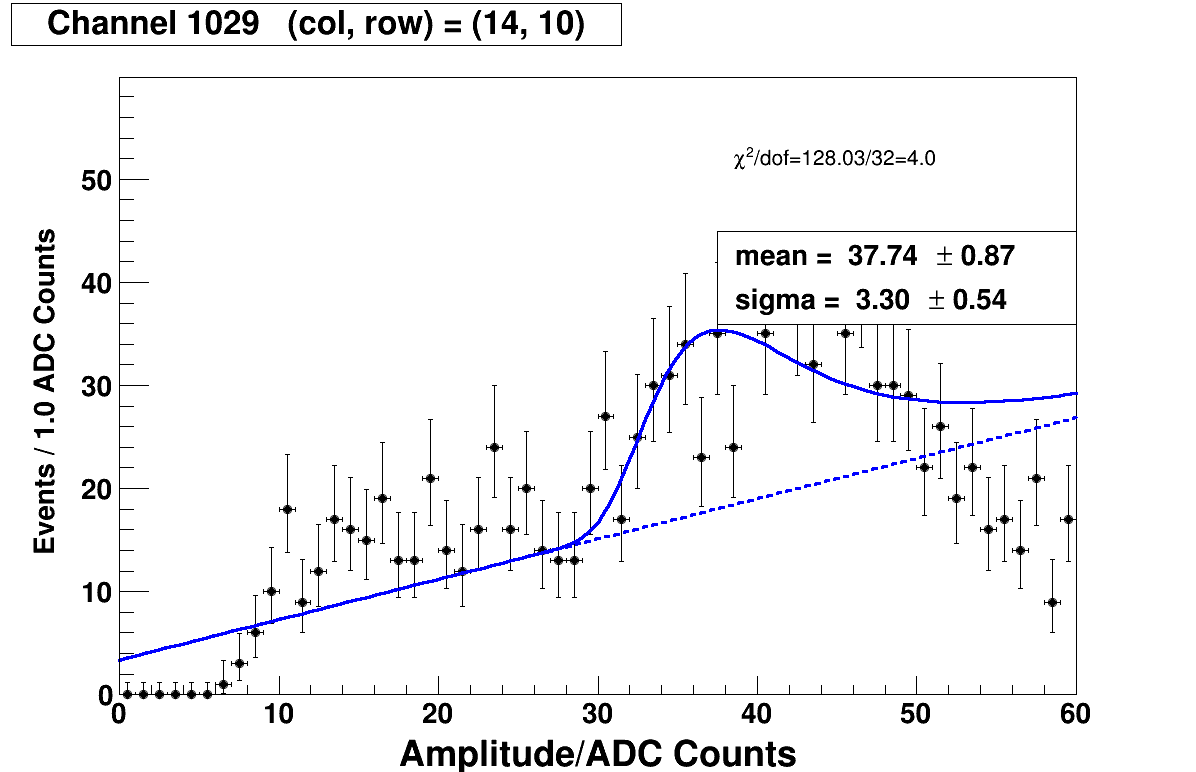 Channel 1029 (col, row) = (14, 10)
χ²/dof=128.03/32=4.0
mean = 37.74 ± 0.87
sigma = 3.30 ± 0.54
Events / 1.0 ADC Counts
50
40
30
20
10
0
0 10 20 30 40 50 60
Amplitude/ADC Counts